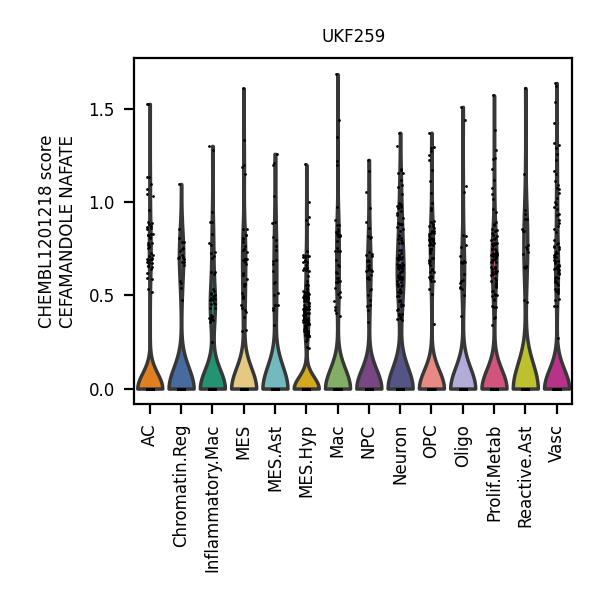 UKF259
CHEMBL1201218 score
CEFAMANDOLE NAFATE
1.5
1.0
0.5
0.0
AC
Chromatin.Reg
Inflammatory.Mac
MES
MES.Ast
MES.Hyp
Mac
NPC
Neuron
OPC
Oligo
Prolif.Metab
Reactive.Ast
Vasc